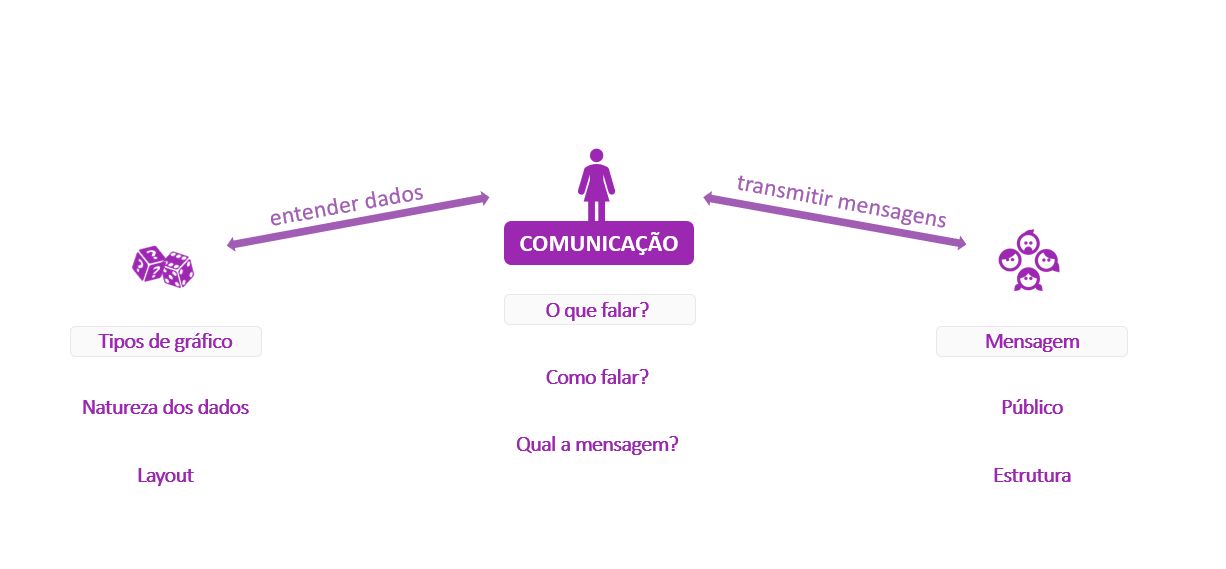 entender dados
transmitir mensagens
COMUNICAÇÃO
O que falar?
Como falar?
Qual a mensagem?
Tipos de gráfico
Natureza dos dados
Layout
Mensagem
Público
Estrutura